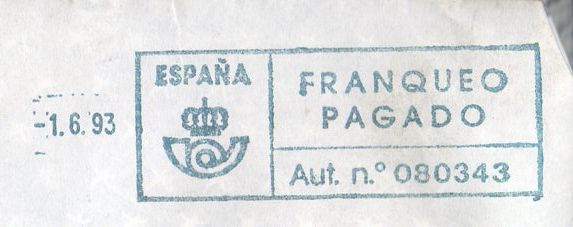 -1.6.93
ESPAÑA
FRANQUEO
PAGADO
Aut. n.º 080343